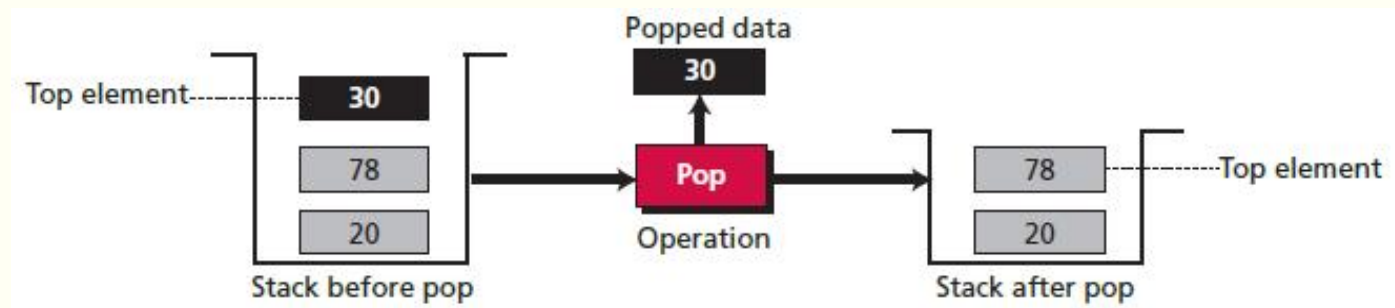 Popped data
30
Top element
30
78
20
Stack before pop
Pop
Operation
78
Top element
20
Stack after pop